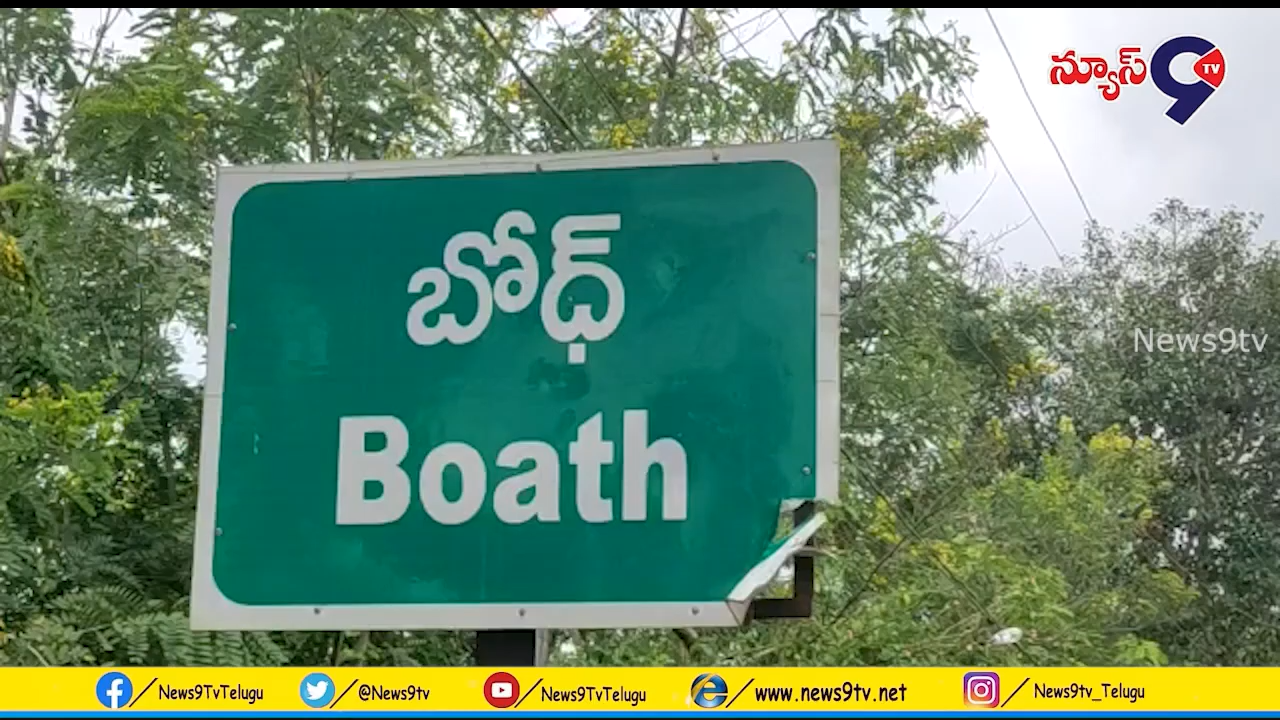 న్యూస్ 9 TV
బోధ్
Boath
News9tv
News9TvTelugu @News9tv News9TvTelugu www.news9tv.net News9tv_Telugu